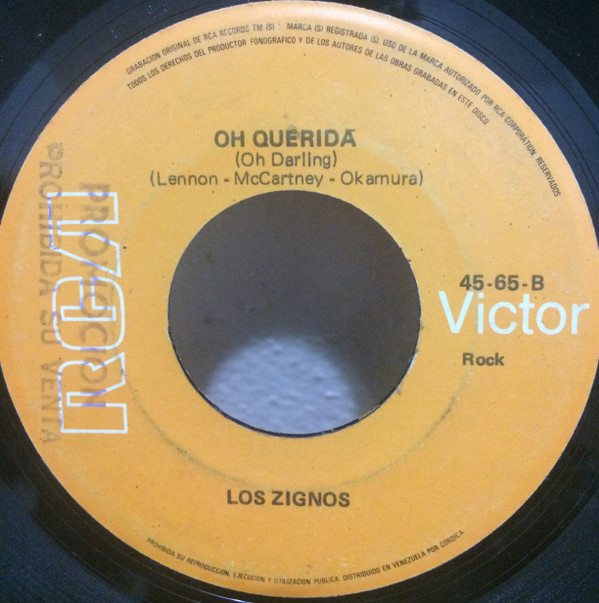 GRABACION ORIGINAL DE RCA RECORDS TM (S) · MARCA (S) REGISTRADA (S) USO DE LA MARCA AUTORIZADO POR RCA CORPORATION RESERVADOS
TODOS LOS DERECHOS DEL PRODUCTOR FONOGRAFICO Y DE LOS AUTORES DE LAS OBRAS GRABADAS EN ESTE DISCO
OH QUERIDA
(Oh Darling)
(Lennon - McCartney - Okamura)
RCA
PROMOCION
PROHIBIDA SU VENTA
45-65-B
Victor
Rock
LOS ZIGNOS
PROHIBIDA SU REPRODUCCION, EJECUCION Y UTILIZACION PUBLICA. DISTRIBUIDO EN VENEZUELA POR CORDICA